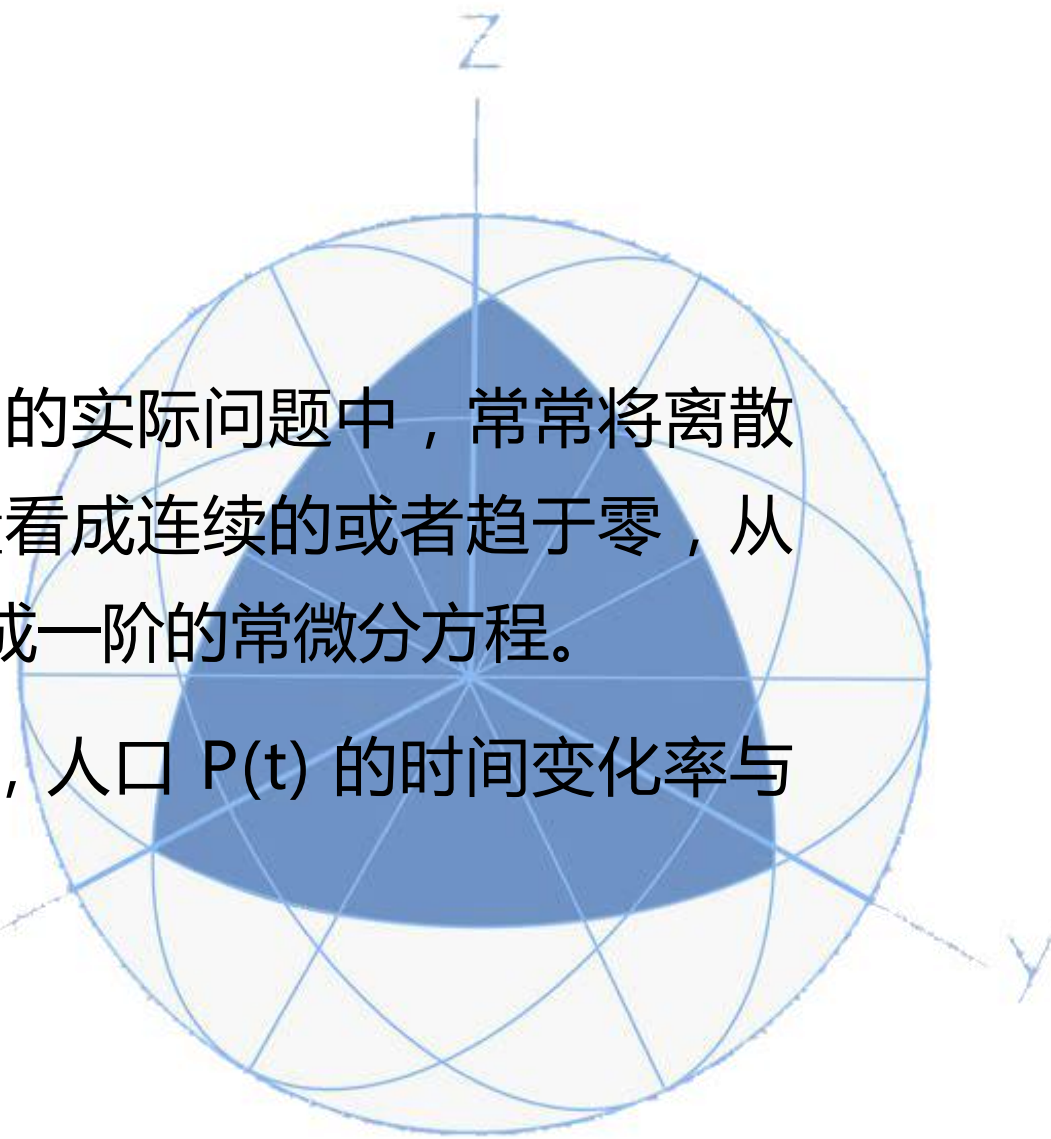 Z
的实际问题中，常常将离散
看成连续的或者趋于零，从
成一阶的常微分方程。
，人口 P(t) 的时间变化率与
y